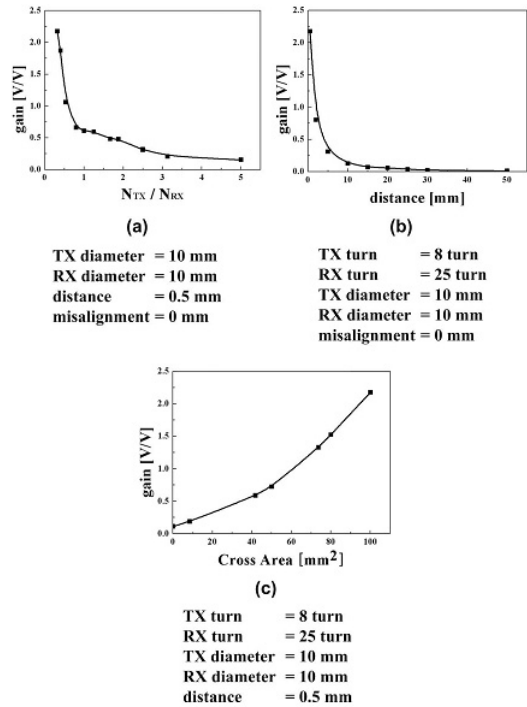 gain [V/V]
2.5
2.0
1.5
1.0
0.5
0.0
0 1 2 3 4 5
NTX / NRX
(a)
TX diameter = 10 mm
RX diameter = 10 mm
distance = 0.5 mm
misalignment = 0 mm
gain [V/V]
2.5
2.0
1.5
1.0
0.5
0.0
0 10 20 30 40 50
distance [mm]
(b)
TX turn = 8 turn
RX turn = 25 turn
TX diameter = 10 mm
RX diameter = 10 mm
misalignment = 0 mm
gain [V/V]
2.5
2.0
1.5
1.0
0.5
0.0
0 20 40 60 80 100
Cross Area [mm²]
(c)
TX turn = 8 turn
RX turn = 25 turn
TX diameter = 10 mm
RX diameter = 10 mm
distance = 0.5 mm